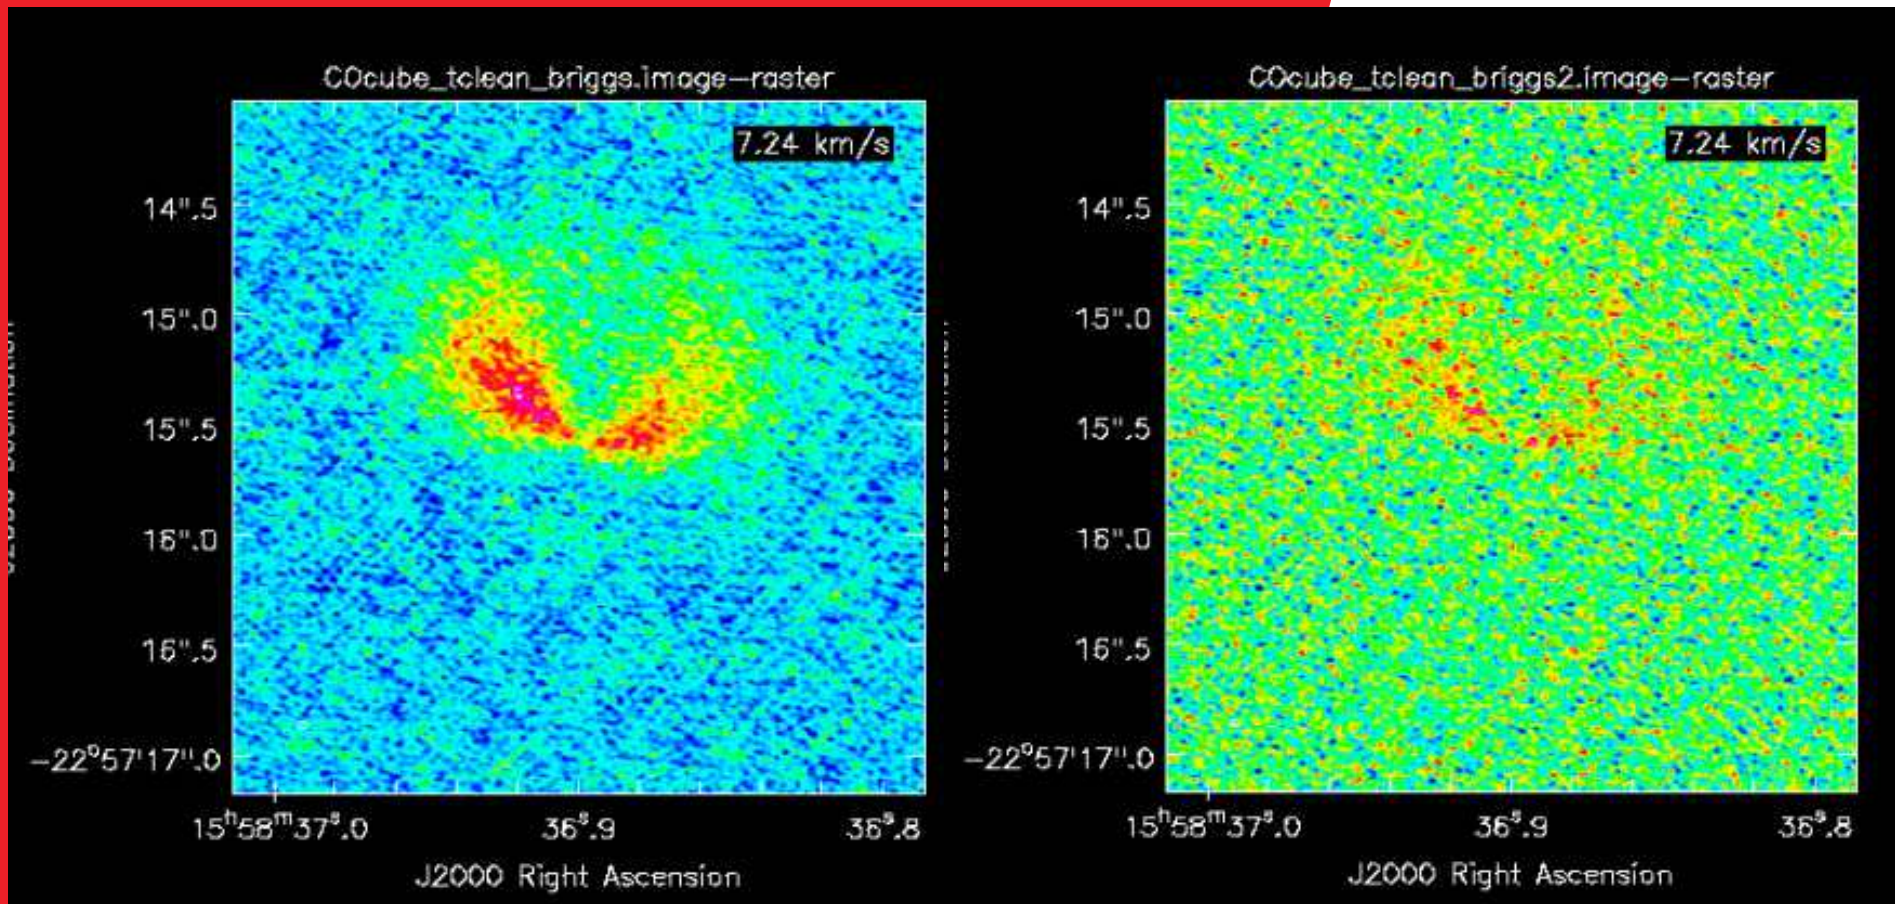 COcube_tclean_briggs.image-raster
7.24 km/s
14".5
15".0
15".5
16".0
16".5
-22°57'17".0
15ʰ58ᵐ37ˢ.0
36ˢ.9
36ˢ.8
J2000 Right Ascension
COcube_tclean_briggs2.image-raster
7.24 km/s
14".5
15".0
15".5
16".0
16".5
-22°57'17".0
15ʰ58ᵐ37ˢ.0
36ˢ.9
36ˢ.8
J2000 Right Ascension